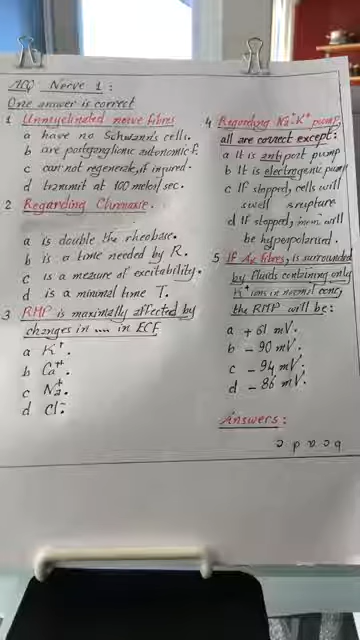 MCQ Nerve 1:
One answer is correct
1 Unmyelinated nerve fibres
a have no Schwann's cells.
b are postganglionic autonomic f.
c can not regenerate, if injured.
d transmit at 100 meter/sec.
2 Regarding Chronaxie.
a is double the rheobase.
b is a time needed by R.
c is a measure of excitability.
d is a minimal time T.
3 RMP is maximally affected by
changes in .... in ECF
a K+.
b Ca++.
c Na+.
d Cl-.
4 Regarding Na+-K+ pump,
all are correct except:
a It is antiport pump
b It is electrogenic pump
c If stopped, cells will
swell & rupture
d If stopped, mem will
be hyperpolarised.
5 If Aα fibres, is surrounded
by fluids combining only
K+ ions in normal conc,
the RMP will be:
a +61 mV.
b -90 mV.
c -94 mV.
d -86 mV.
Answers:
b c a d c